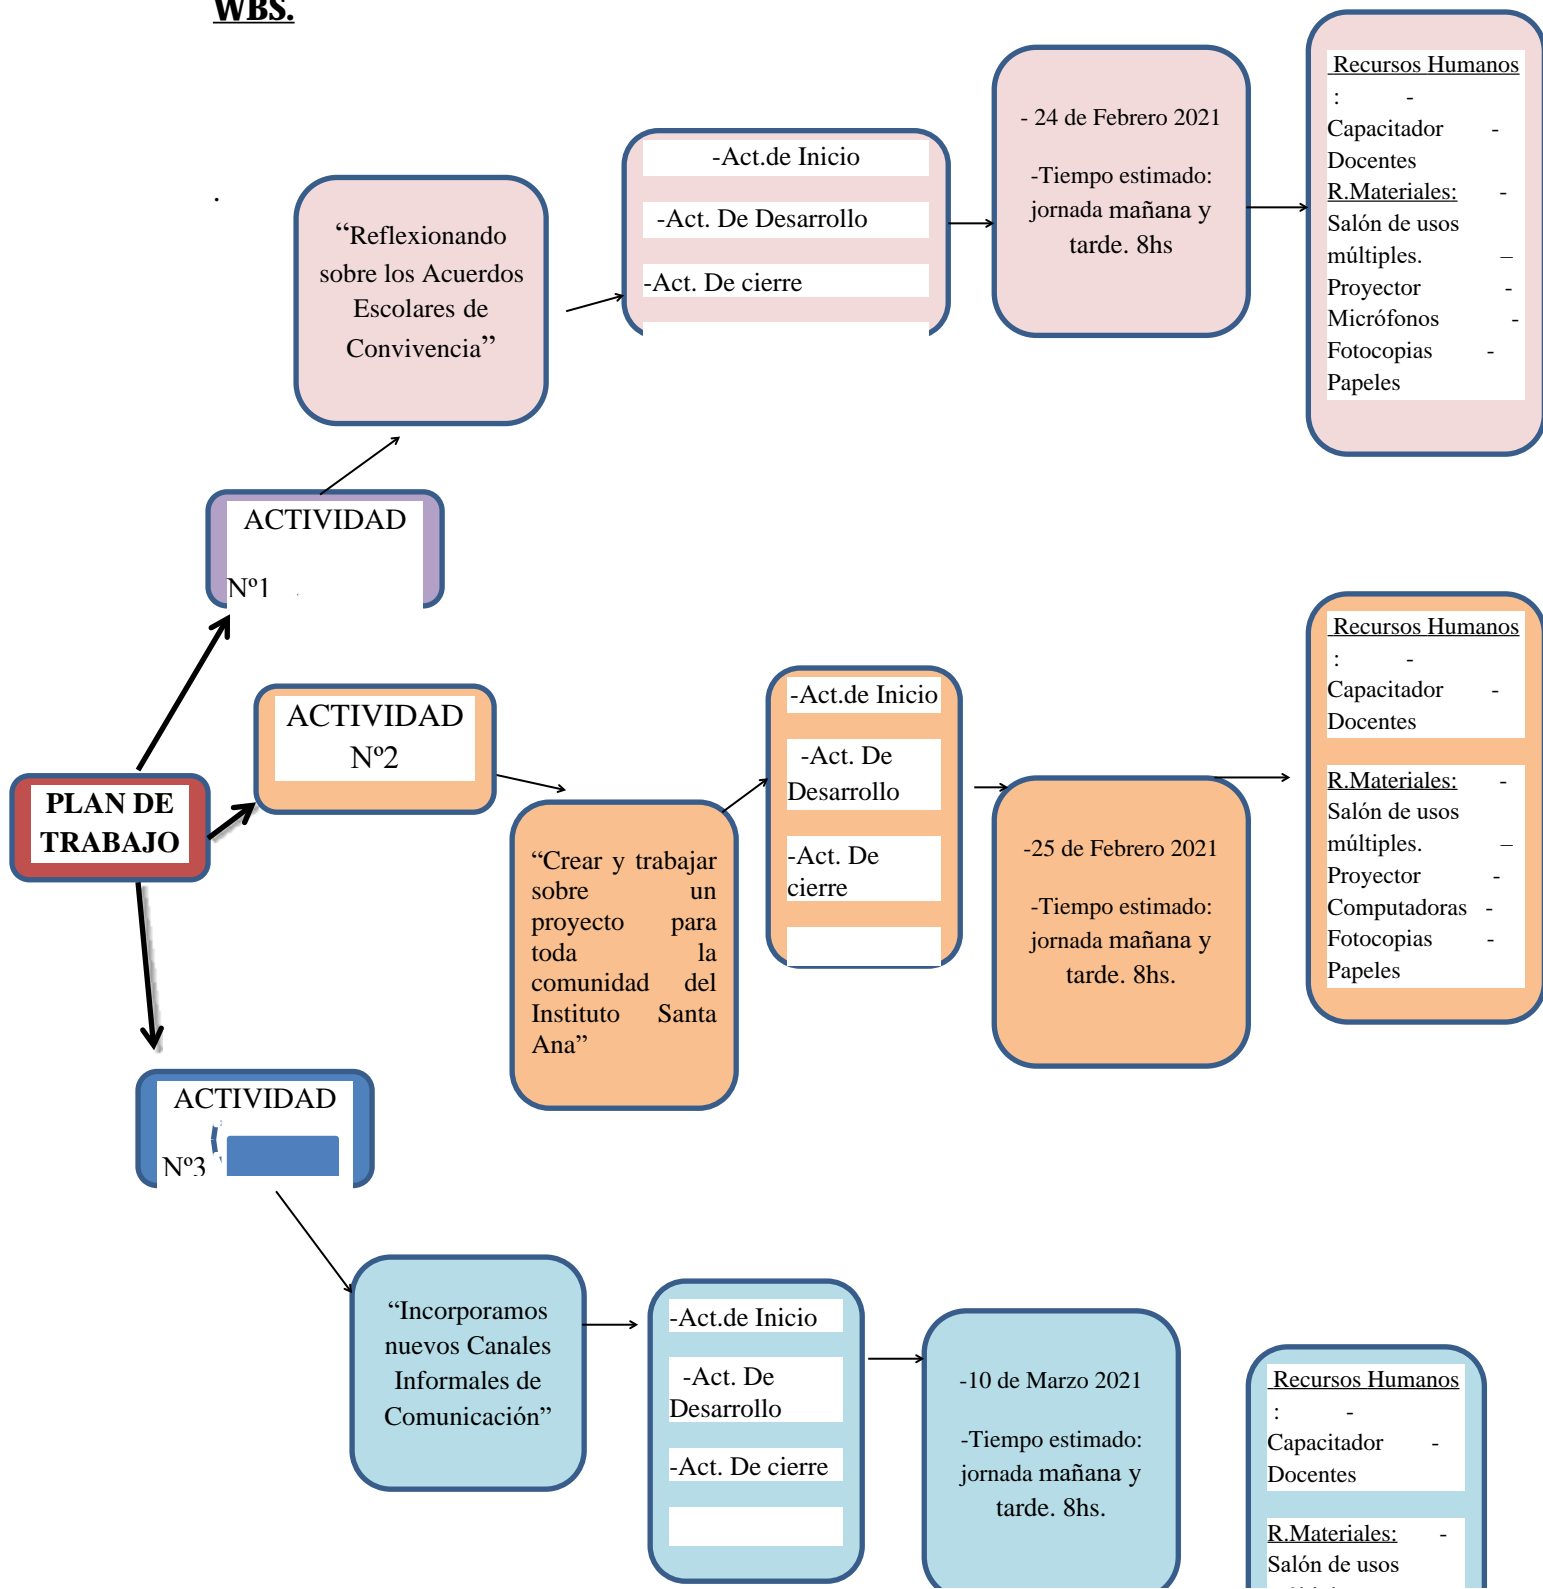 WBS.
.
“Reflexionando
sobre los Acuerdos
Escolares de
Convivencia”
-Act.de Inicio
-Act. De Desarrollo
-Act. De cierre
- 24 de Febrero 2021
-Tiempo estimado:
jornada mañana y
tarde. 8hs
Recursos Humanos
: -
Capacitador -
Docentes
R.Materiales: -
Salón de usos
múltiples. –
Proyector -
Micrófonos -
Fotocopias -
Papeles
ACTIVIDAD
Nº1 .
PLAN DE
TRABAJO
ACTIVIDAD
Nº2
“Crear y trabajar
sobre un
proyecto para
toda la
comunidad del
Instituto Santa
Ana”
-Act.de Inicio
-Act. De
Desarrollo
-Act. De
cierre
-25 de Febrero 2021
-Tiempo estimado:
jornada mañana y
tarde. 8hs.
Recursos Humanos
: -
Capacitador -
Docentes
R.Materiales: -
Salón de usos
múltiples. –
Proyector -
Computadoras -
Fotocopias -
Papeles
ACTIVIDAD
Nº3
“Incorporamos
nuevos Canales
Informales de
Comunicación”
-Act.de Inicio
-Act. De
Desarrollo
-Act. De cierre
-10 de Marzo 2021
-Tiempo estimado:
jornada mañana y
tarde. 8hs.
Recursos Humanos
: -
Capacitador -
Docentes
R.Materiales: -
Salón de usos